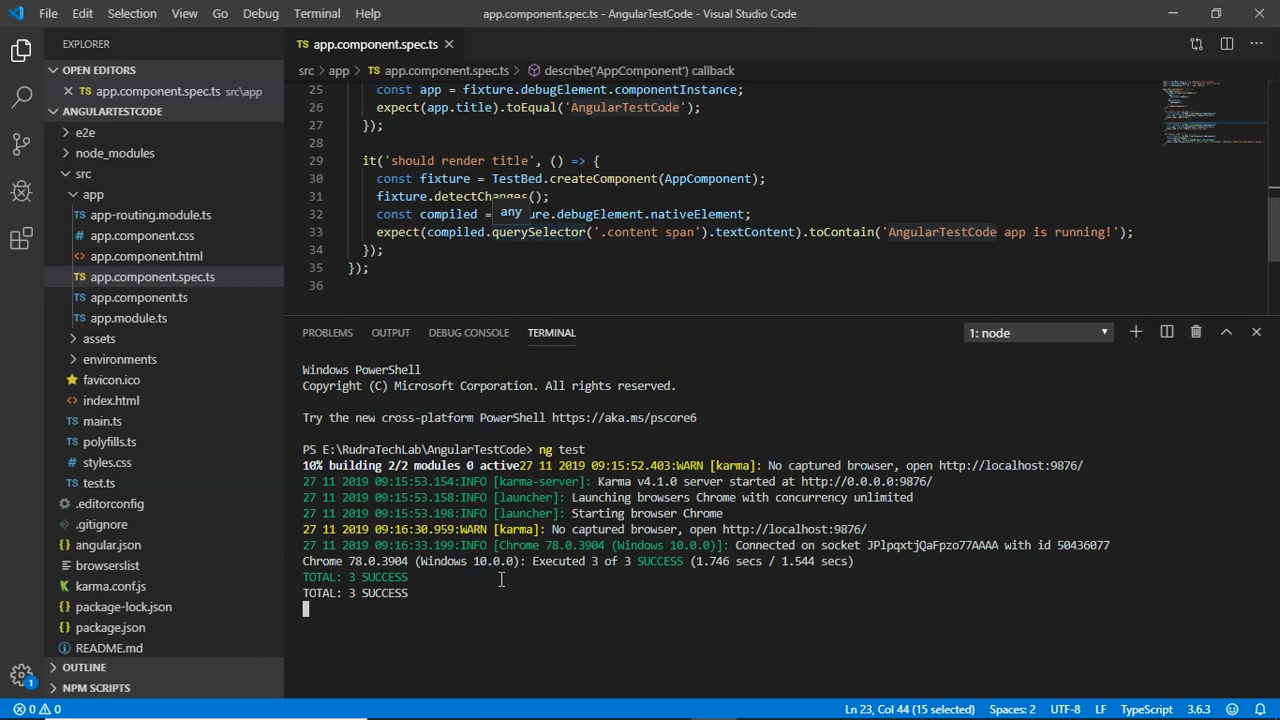 File Edit Selection View Go Debug Terminal Help
app.component.spec.ts - AngularTestCode - Visual Studio Code
EXPLORER
OPEN EDITORS
TS app.component.spec.ts src\app
ANGULARTESTCODE
e2e
node_modules
src
app
TS app-routing.module.ts
# app.component.css
<> app.component.html
TS app.component.spec.ts
TS app.component.ts
TS app.module.ts
assets
environments
favicon.ico
<> index.html
TS main.ts
TS polyfills.ts
# styles.css
TS test.ts
.editorconfig
.gitignore
{} angular.json
browserslist
karma.conf.js
{} package-lock.json
{} package.json
README.md
OUTLINE
NPM SCRIPTS
TS app.component.spec.ts
src > app > TS app.component.spec.ts > describe('AppComponent') callback
25 const app = fixture.debugElement.componentInstance;
26 expect(app.title).toEqual('AngularTestCode');
27 });
28
29 it('should render title', () => {
30 const fixture = TestBed.createComponent(AppComponent);
31 fixture.detectChanges();
any
32 const compiled = ure.debugElement.nativeElement;
33 expect(compiled.querySelector('.content span').textContent).toContain('AngularTestCode app is running!');
34 });
35 });
36
PROBLEMS OUTPUT DEBUG CONSOLE TERMINAL
1: node
Windows PowerShell
Copyright (C) Microsoft Corporation. All rights reserved.
Try the new cross-platform PowerShell https://aka.ms/pscore6
PS E:\RudraTechLab\AngularTestCode> ng test
10% building 2/2 modules 0 active27 11 2019 09:15:52.403:WARN [karma]: No captured browser, open http://localhost:9876/
27 11 2019 09:15:53.154:INFO [karma-server]: Karma v4.1.0 server started at http://0.0.0.0:9876/
27 11 2019 09:15:53.158:INFO [launcher]: Launching browsers Chrome with concurrency unlimited
27 11 2019 09:15:53.198:INFO [launcher]: Starting browser Chrome
27 11 2019 09:16:30.959:WARN [karma]: No captured browser, open http://localhost:9876/
27 11 2019 09:16:33.199:INFO [Chrome 78.0.3904 (Windows 10.0.0)]: Connected on socket JPlpqxtjQaFpzo77AAAA with id 50436077
Chrome 78.0.3904 (Windows 10.0.0): Executed 3 of 3 SUCCESS (1.746 secs / 1.544 secs)
TOTAL: 3 SUCCESS
TOTAL: 3 SUCCESS
1
0 0
Ln 23, Col 44 (15 selected) Spaces: 2 UTF-8 LF TypeScript 3.6.3